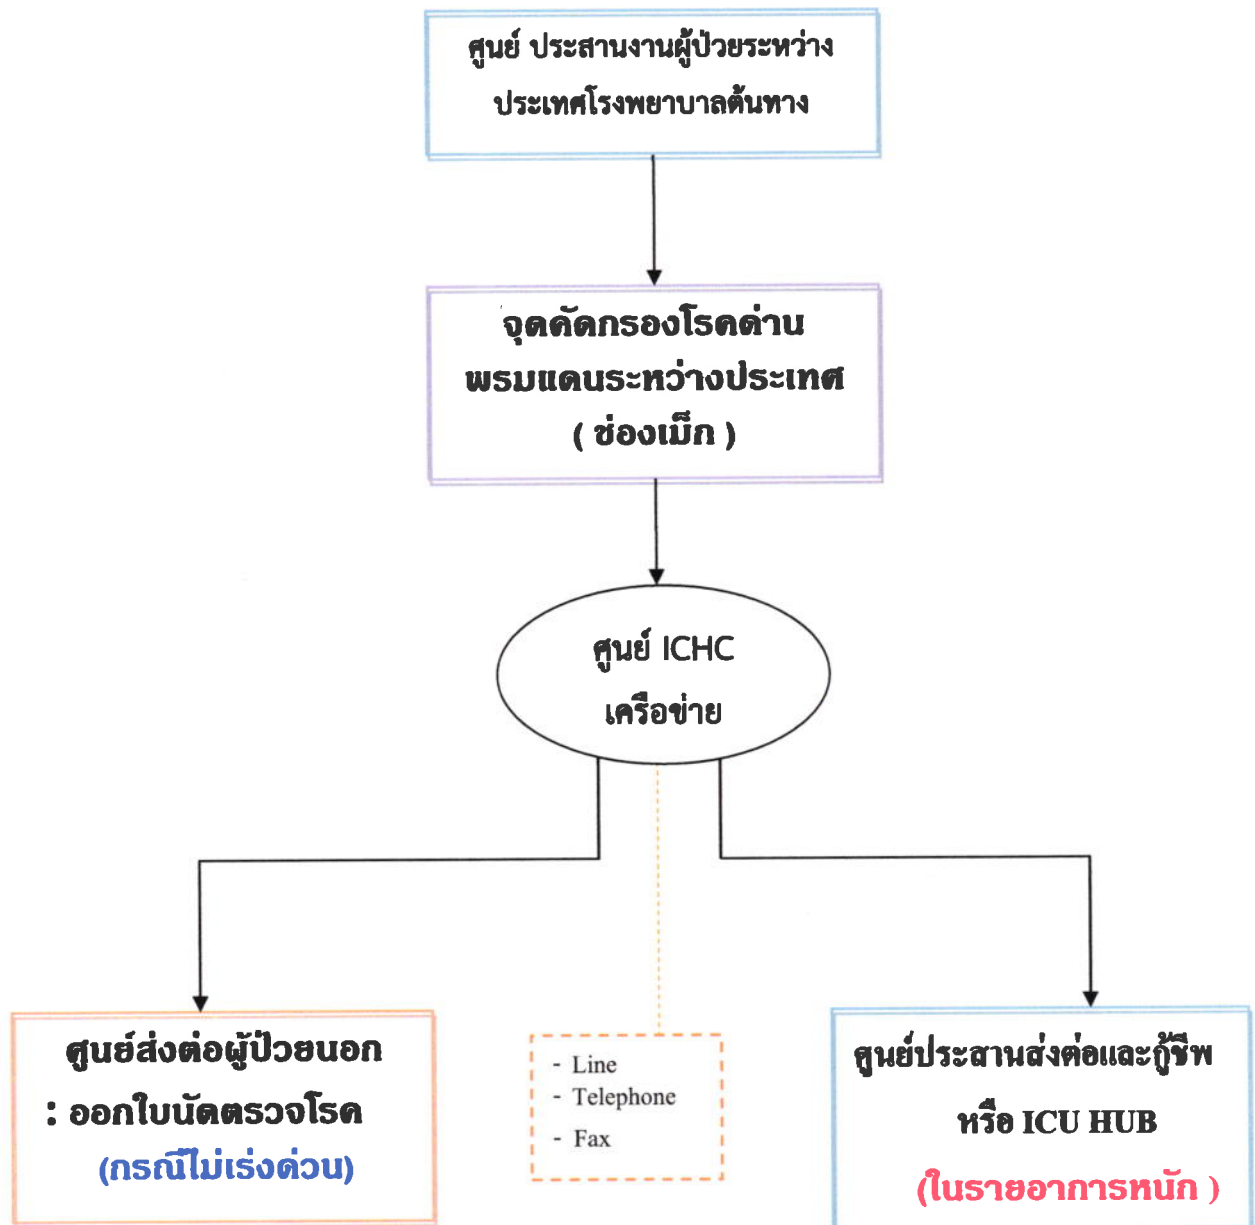 ศูนย์ ประสานงานผู้ป่วยระหว่าง
ประเทศโรงพยาบาลต้นทาง
จุดคัดกรองโรคด่าน
พรมแดนระหว่างประเทศ
( ช่องเม็ก )
ศูนย์ ICHC
เครือข่าย
ศูนย์ส่งต่อผู้ป่วยนอก
: ออกใบนัดตรวจโรค
(กรณีไม่เร่งด่วน)
- Line
- Telephone
- Fax
ศูนย์ประสานส่งต่อและกู้ชีพ
หรือ ICU HUB
(ในรายอาการหนัก )